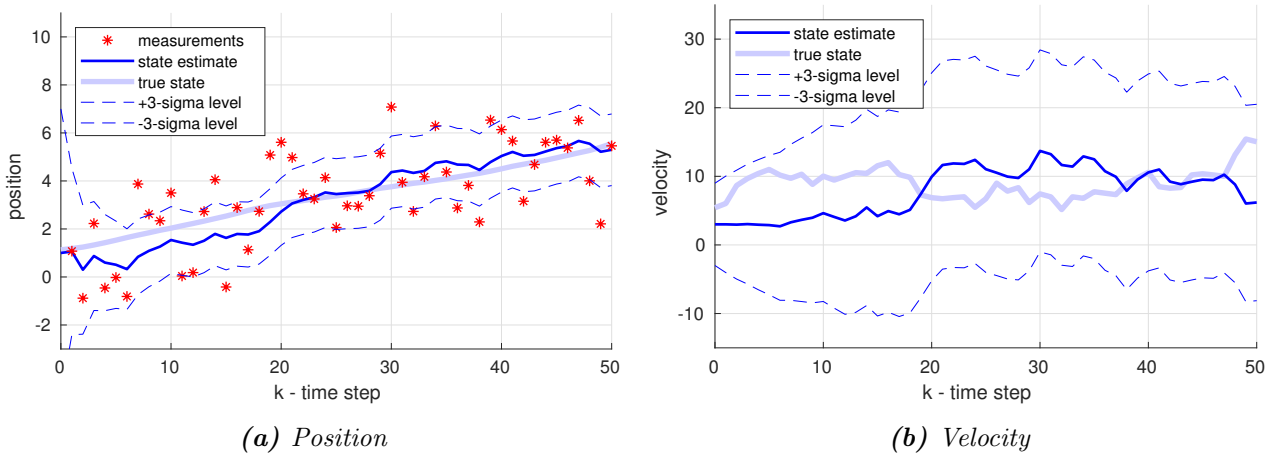 measurements
state estimate
true state
+3-sigma level
-3-sigma level
position
10
8
6
4
2
0
-2
0 10 20 30 40 50
k - time step
(a) Position
state estimate
true state
+3-sigma level
-3-sigma level
velocity
30
20
10
0
-10
0 10 20 30 40 50
k - time step
(b) Velocity